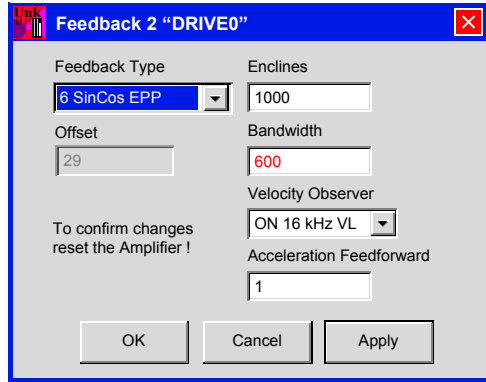 Unk
Feedback 2 “DRIVE0”
Feedback Type
6 SinCos EPP
Offset
29
To confirm changes
reset the Amplifier !
Enclines
1000
Bandwidth
600
Velocity Observer
ON 16 kHz VL
Acceleration Feedforward
1
OK
Cancel
Apply